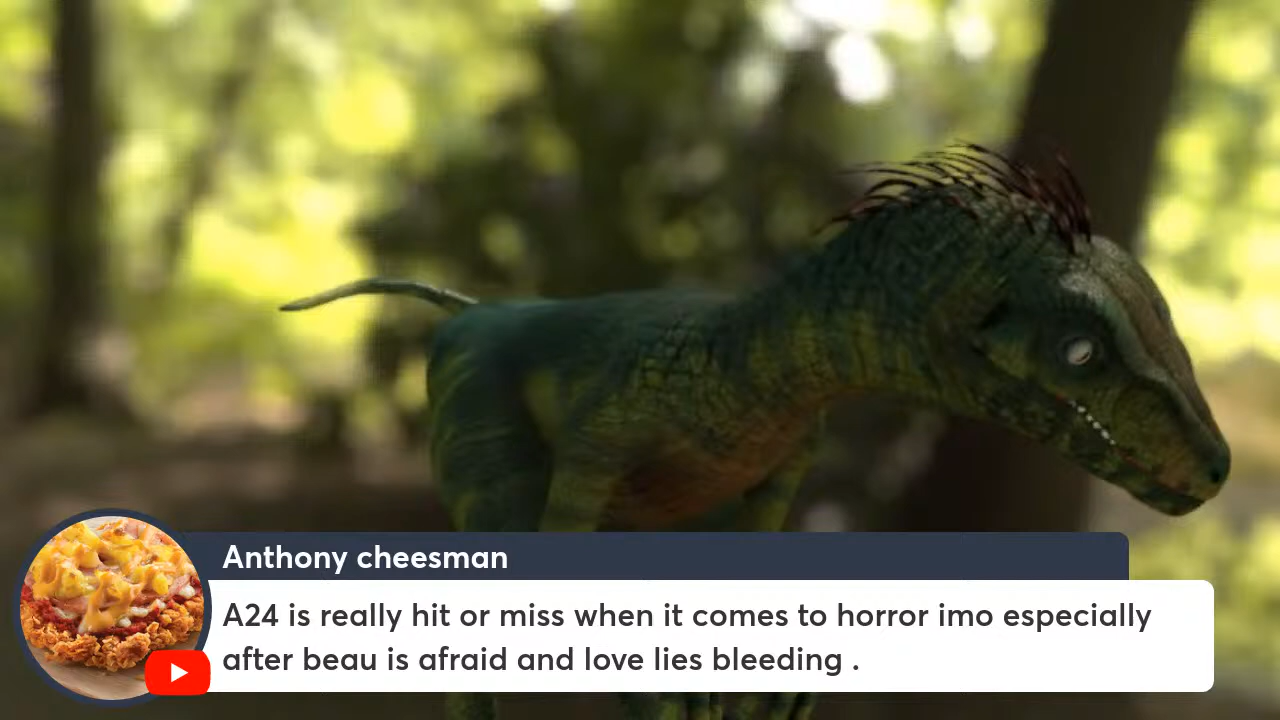 Anthony cheesman
A24 is really hit or miss when it comes to horror imo especially
after beau is afraid and love lies bleeding .